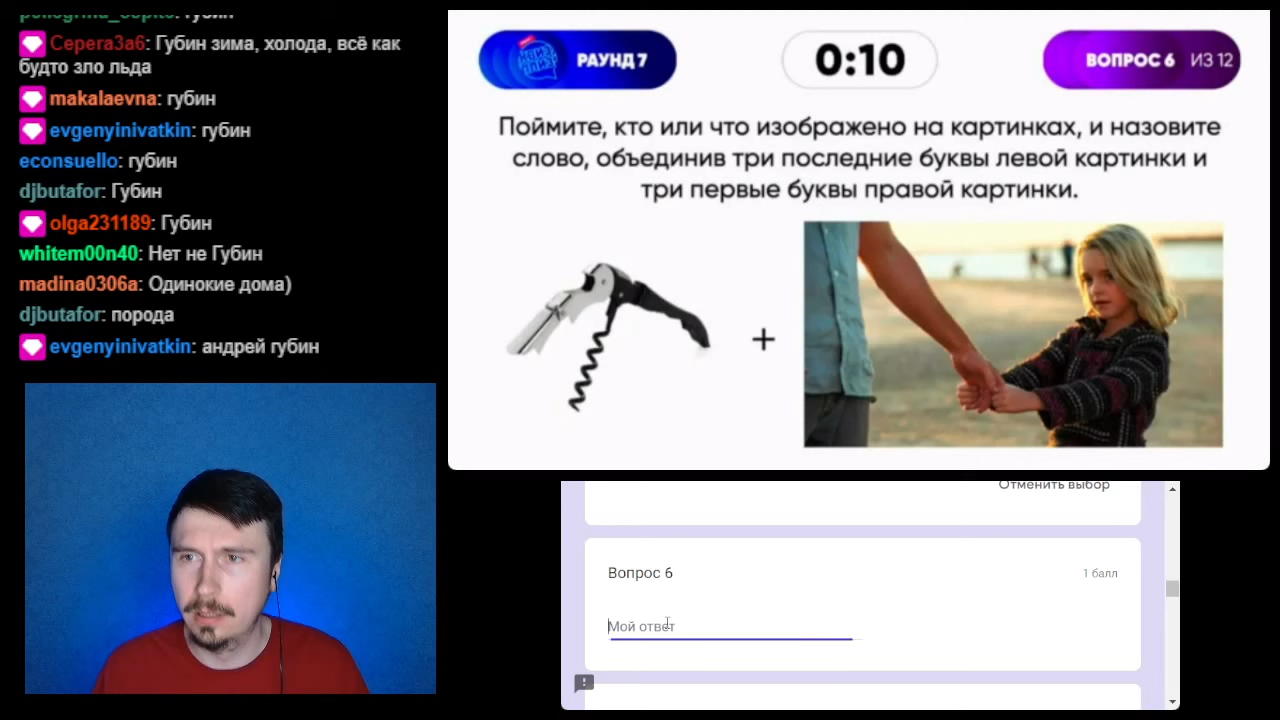 Cepera3a6: Губин зима, холода, всё как
будто зло льда
makalaevna: губин
evgenyinivatkin: губин
econsuello: губин
djbutafor: Губин
olga231189: Губин
whitem00n40: Нет не Губин
madina0306a: Одинокие дома)
djbutafor: порода
evgenyinivatkin: андрей губин
РАУНД 7
0:10
ВОПРОС 6 ИЗ 12
Поймите, кто или что изображено на картинках, и назовите
слово, объединив три последние буквы левой картинки и
три первые буквы правой картинки.
+
Отменить выбор
Вопрос 6
1 балл
Мой ответ